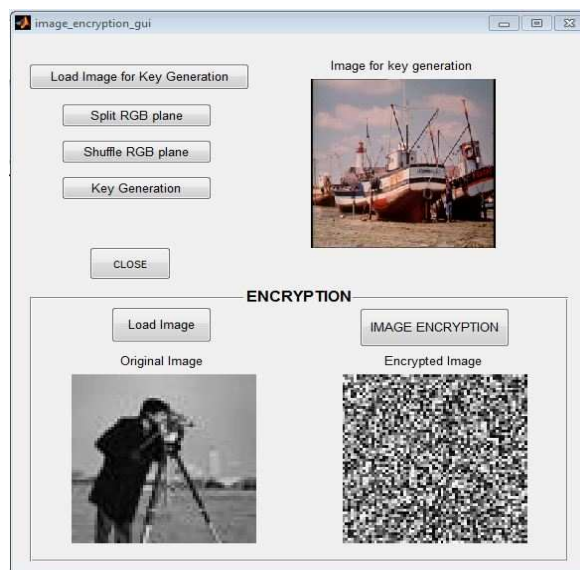 image_encryption_gui
Load Image for Key Generation
Image for key generation
Split RGB plane
Shuffle RGB plane
Key Generation
CLOSE
ENCRYPTION
Load Image
IMAGE ENCRYPTION
Original Image
Encrypted Image